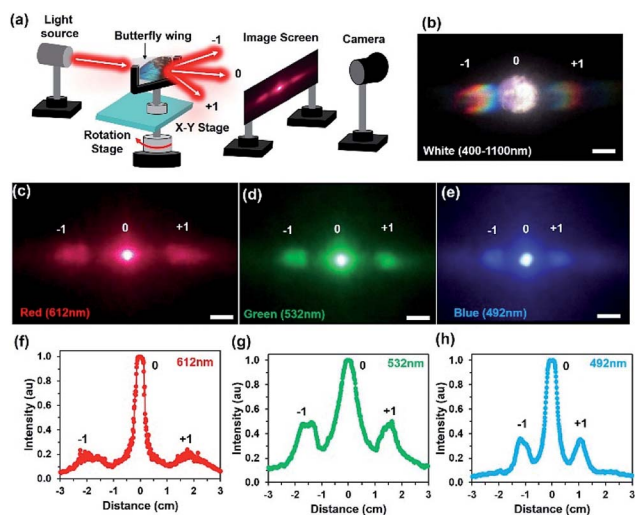 (a)
Light
source
Butterfly wing
-1
0
+1
Image Screen
Camera
X-Y Stage
Rotation
Stage
(b)
-1
0
+1
White (400-1100nm)
(c)
-1
0
+1
Red (612nm)
(d)
-1
0
+1
Green (532nm)
(e)
-1
0
+1
Blue (492nm)
(f)
612nm
0
-1
+1
Intensity (au)
1.0
0.8
0.6
0.4
0.2
0.0
-3 -2 -1 0 1 2 3
Distance (cm)
(g)
532nm
0
-1
+1
Intensity (au)
1.0
0.8
0.6
0.4
0.2
0.0
-3 -2 -1 0 1 2 3
Distance (cm)
(h)
492nm
0
-1
+1
Intensity (au)
1.0
0.8
0.6
0.4
0.2
0.0
-3 -2 -1 0 1 2 3
Distance (cm)